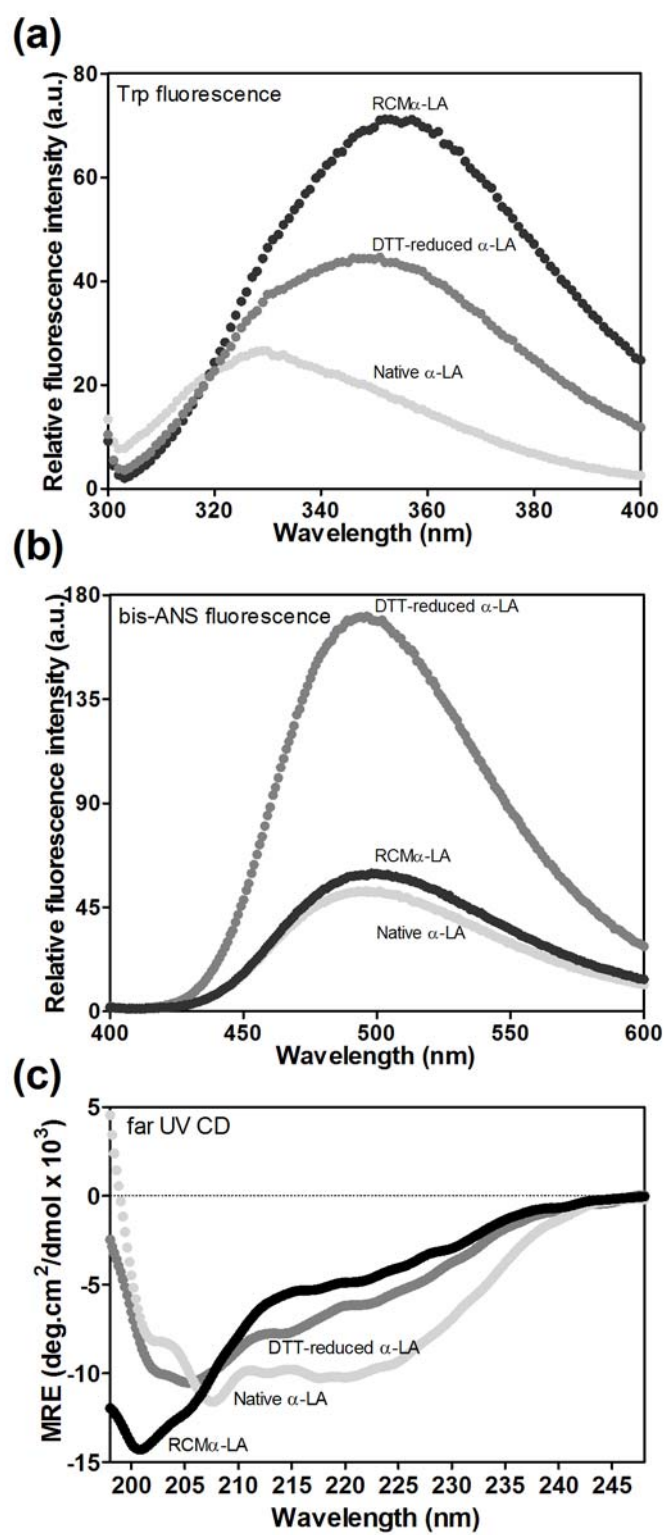 (a)
Trp fluorescence
RCMα-LA
DTT-reduced α-LA
Native α-LA
Relative fluorescence intensity (a.u.)
80
60
40
20
0
300 320 340 360 380 400
Wavelength (nm)
(b)
bis-ANS fluorescence
DTT-reduced α-LA
RCMα-LA
Native α-LA
Relative fluorescence intensity (a.u.)
180
135
90
45
0
400 450 500 550 600
Wavelength (nm)
(c)
far UV CD
DTT-reduced α-LA
Native α-LA
RCMα-LA
MRE (deg.cm²/dmol x 10³)
5
0
-5
-10
-15
200 205 210 215 220 225 230 235 240 245
Wavelength (nm)